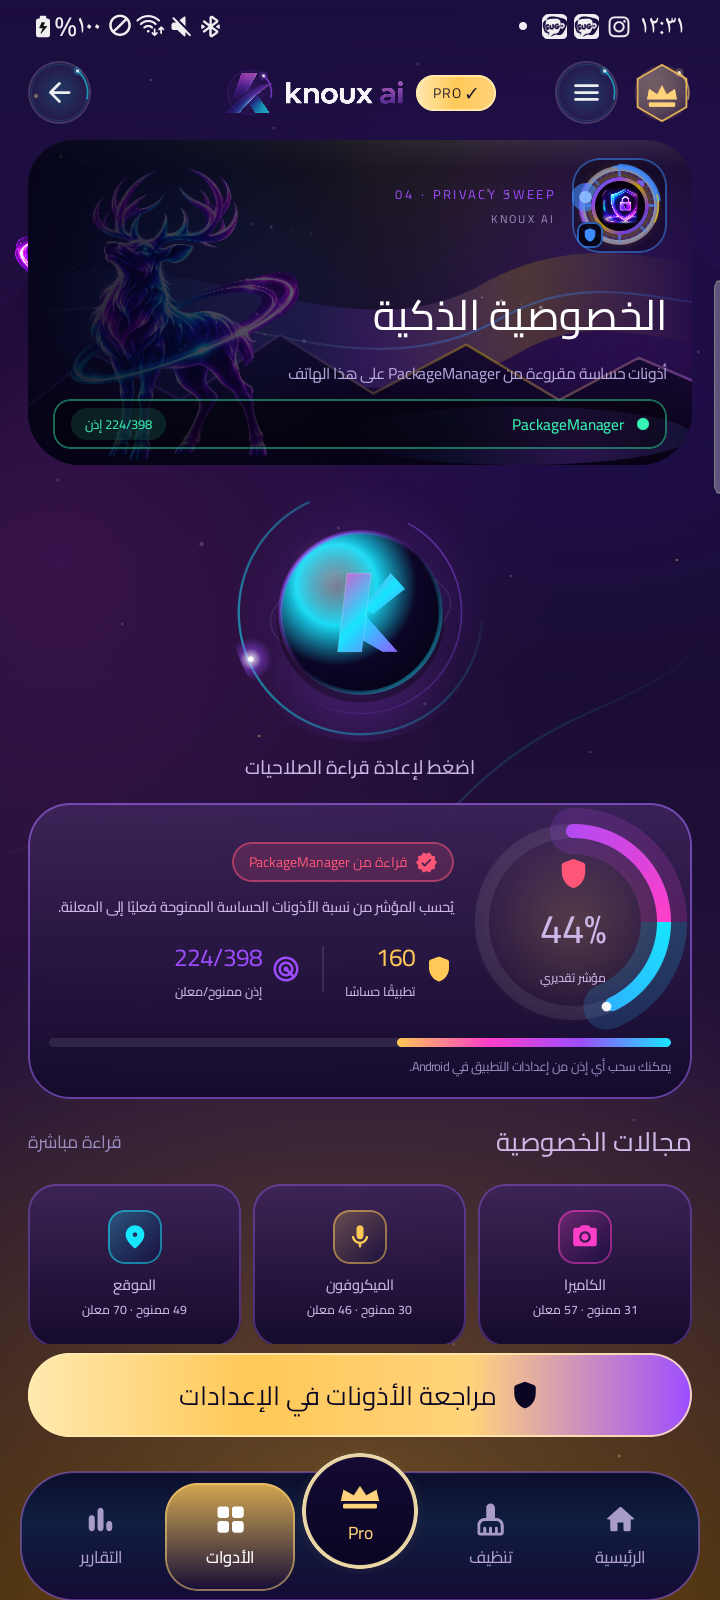 ١٢:٣١
%١٠٠
knoux ai
PRO ✓
04 · PRIVACY SWEEP
KNOUX AI
الخصوصية الذكية
أذونات حساسة مقروءة من PackageManager على هذا الهاتف
PackageManager
224/398 إذن
K
اضغط لإعادة قراءة الصلاحيات
44%
مؤشر تقديري
قراءة من PackageManager
يُحسب المؤشر من نسبة الأذونات الحساسة الممنوحة فعليًا إلى المعلنة.
160
تطبيقًا حساسًا
224/398
إذن ممنوح/معلن
يمكنك سحب أي إذن من إعدادات التطبيق في Android.
مجالات الخصوصية
قراءة مباشرة
الكاميرا
31 ممنوح · 57 معلن
الميكروفون
30 ممنوح · 46 معلن
الموقع
49 ممنوح · 70 معلن
مراجعة الأذونات في الإعدادات
الرئيسية
تنظيف
Pro
الأدوات
التقارير